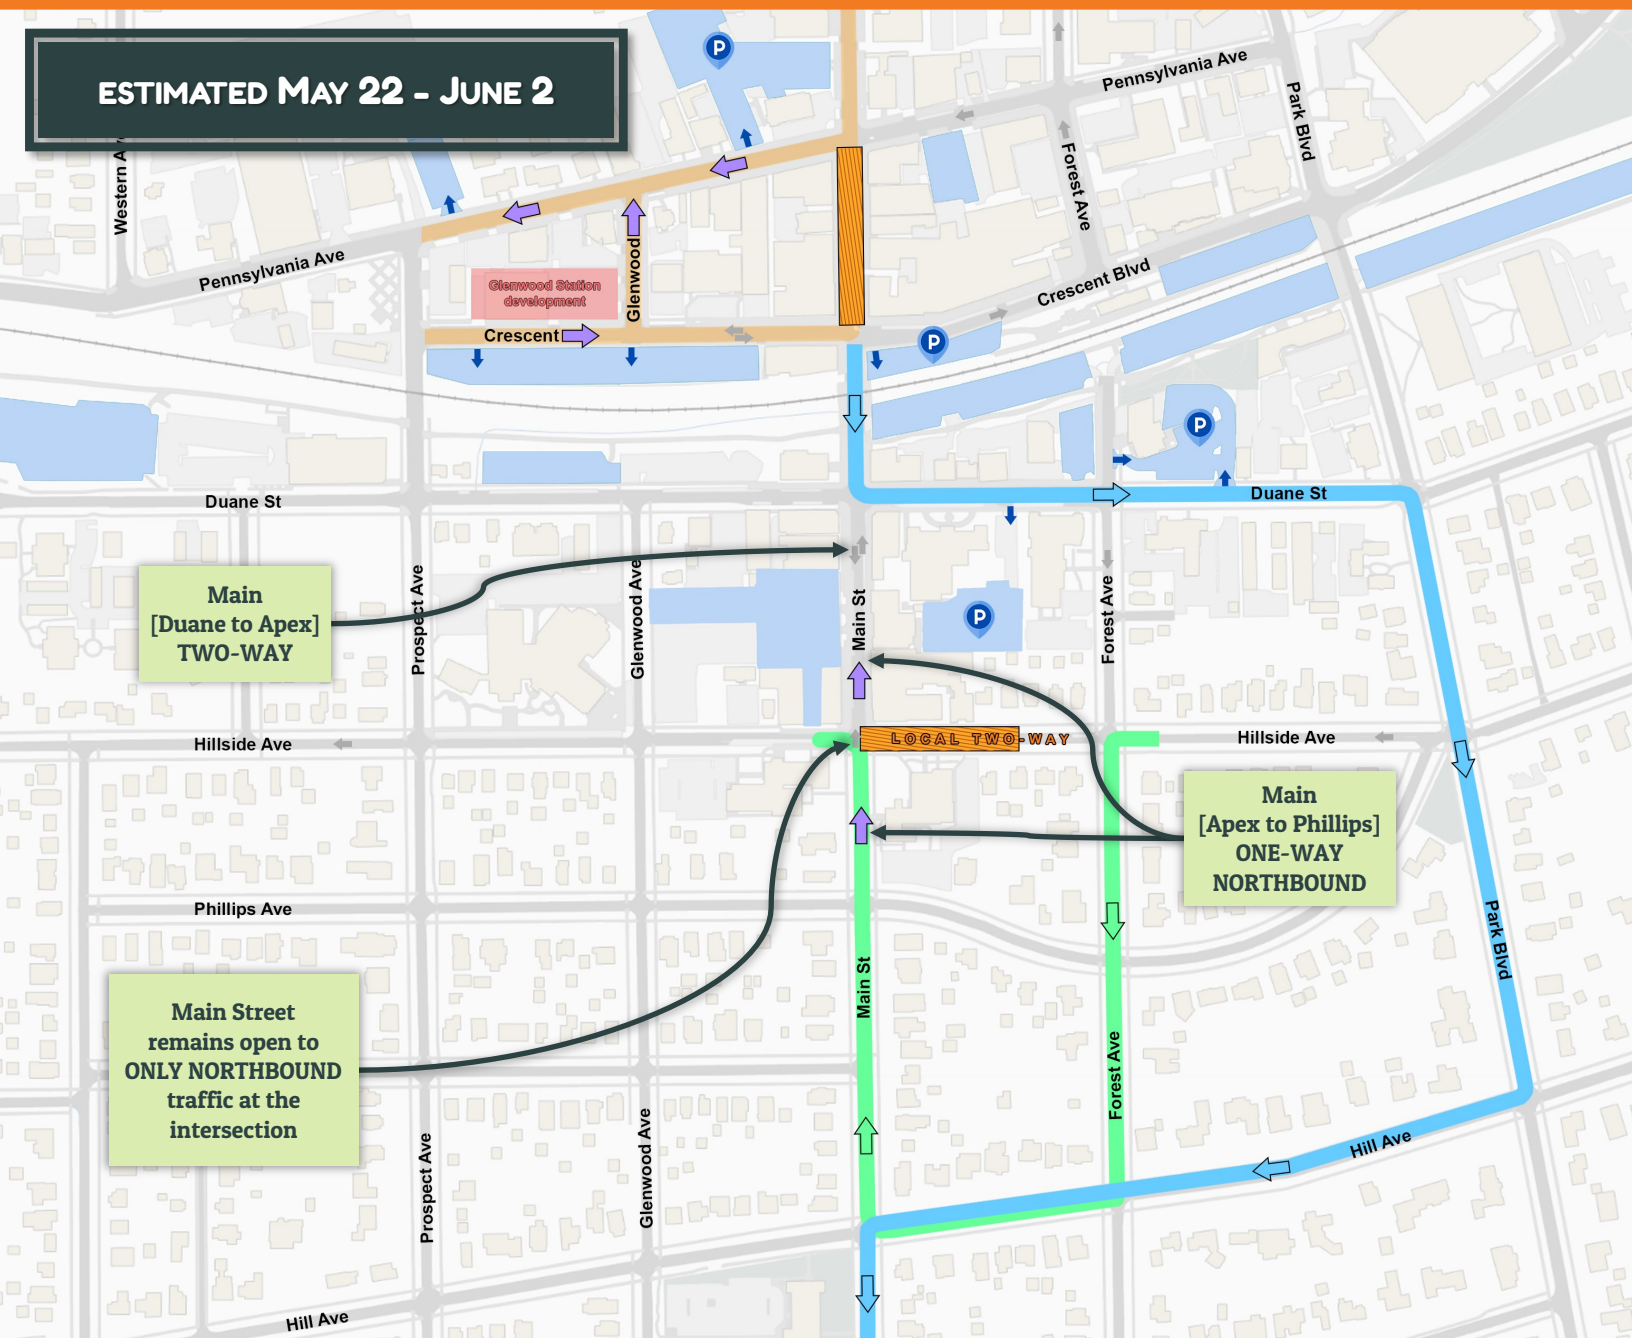 ESTIMATED MAY 22 - JUNE 2
P
Pennsylvania Ave
Park Blvd
Western Av
Forest Ave
Pennsylvania Ave
Glenwood
Glenwood Station
development
Crescent Blvd
Crescent
P
P
Duane St
Duane St
Main
[Duane to Apex]
TWO-WAY
Prospect Ave
Glenwood Ave
Main St
P
Forest Ave
Hillside Ave
LOCAL TWO-WAY
Hillside Ave
Main
[Apex to Phillips]
ONE-WAY
NORTHBOUND
Phillips Ave
Park Blvd
Main St
Main Street
remains open to
ONLY NORTHBOUND
traffic at the
intersection
Forest Ave
Prospect Ave
Glenwood Ave
Hill Ave
Hill Ave